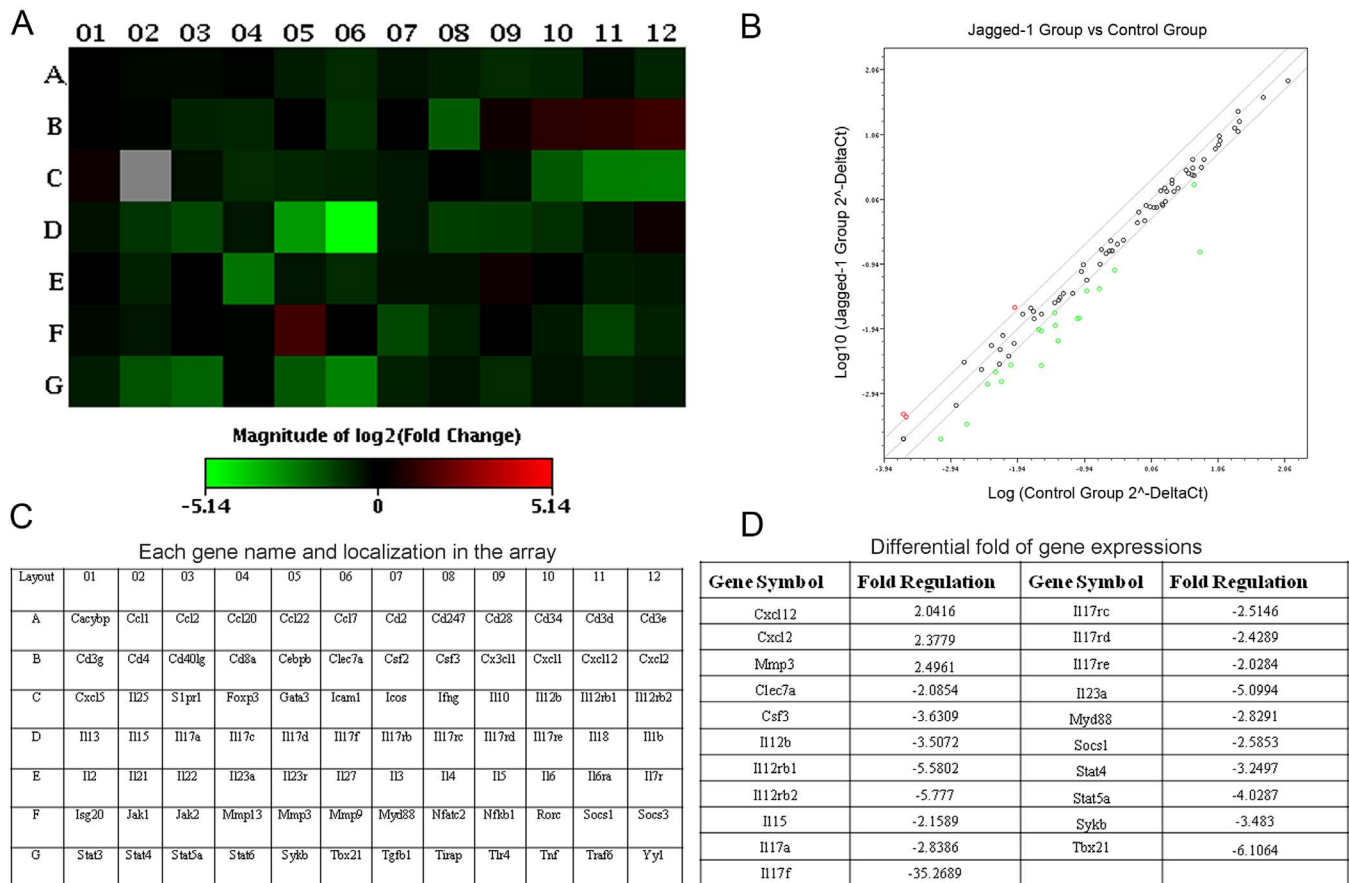 A
01 02 03 04 05 06 07 08 09 10 11 12
A
B
C
D
E
F
G
Magnitude of log2(Fold Change)
-5.14 0 5.14
B
Jagged-1 Group vs Control Group
Log10 (Jagged-1 Group 2^-DeltaCt)
2.06
1.06
0.06
-0.94
-1.94
-2.94
-3.94 -2.94 -1.94 -0.94 0.06 1.06 2.06
Log (Control Group 2^-DeltaCt)
C
Each gene name and localization in the array
Layout 01 02 03 04 05 06 07 08 09 10 11 12
A Cacybp Ccl1 Ccl2 Ccl20 Ccl22 Ccl7 Cd2 Cd247 Cd28 Cd34 Cd3d Cd3e
B Cd3g Cd4 Cd40lg Cd8a Cebpb Clec7a Csf2 Csf3 Cx3cl1 Cxcl1 Cxcl12 Cxcl2
C Cxcl5 Il25 S1pr1 Foxp3 Gata3 Icam1 Icos Ifng Il10 Il12b Il12rb1 Il12rb2
D Il13 Il15 Il17a Il17c Il17d Il17f Il17rb Il17rc Il17rd Il17re Il18 Il1b
E Il2 Il21 Il22 Il23a Il23r Il27 Il3 Il4 Il5 Il6 Il6ra Il7r
F Isg20 Jak1 Jak2 Mmp13 Mmp3 Mmp9 Myd88 Nfatc2 Nfkb1 Rorc Socs1 Socs3
G Stat3 Stat4 Stat5a Stat6 Sykb Tbx21 Tgfb1 Tirap Tlr4 Tnf Traf6 Yy1
D
Differential fold of gene expressions
Gene Symbol Fold Regulation Gene Symbol Fold Regulation
Cxcl12 2.0416 Il17rc -2.5146
Cxcl2 2.3779 Il17rd -2.4289
Mmp3 2.4961 Il17re -2.0284
Clec7a -2.0854 Il23a -5.0994
Csf3 -3.6309 Myd88 -2.8291
Il12b -3.5072 Socs1 -2.5853
Il12rb1 -5.5802 Stat4 -3.2497
Il12rb2 -5.777 Stat5a -4.0287
Il15 -2.1589 Sykb -3.483
Il17a -2.8386 Tbx21 -6.1064
Il17f -35.2689